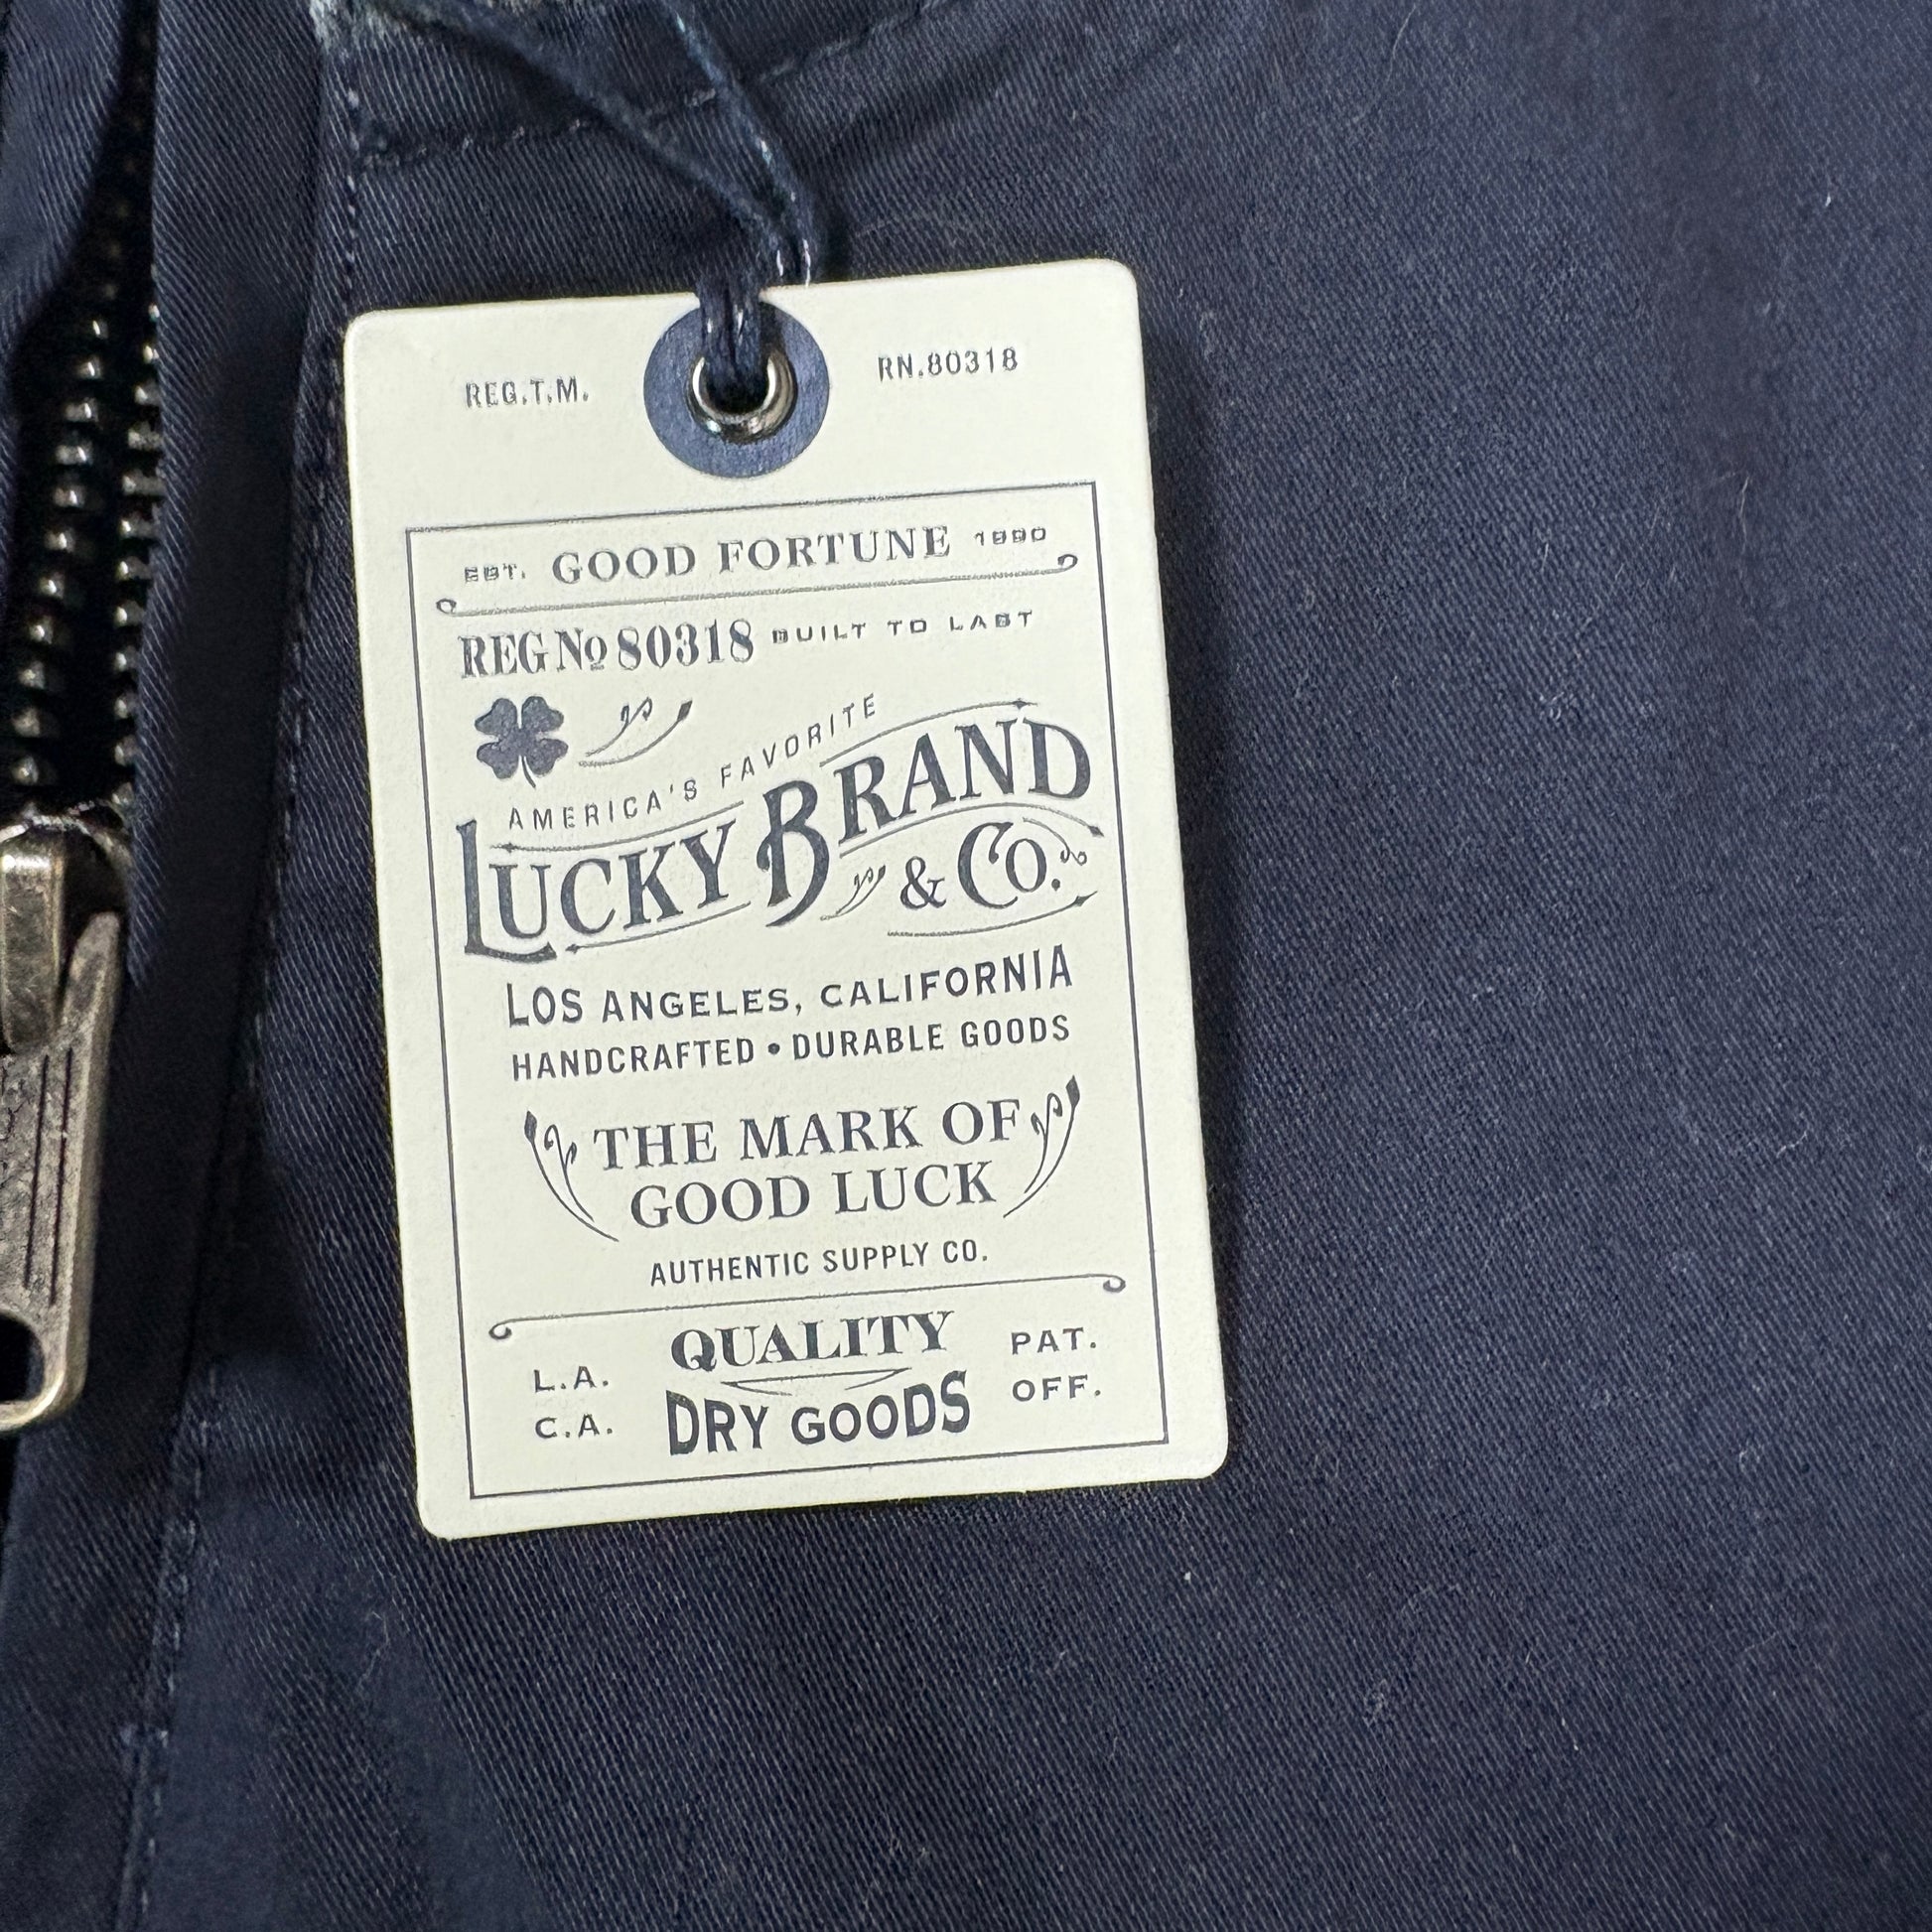 REG.T.M.
RN.80318
EST. GOOD FORTUNE 1990
REG No 80318 BUILT TO LAST
AMERICA'S FAVORITE
LUCKY BRAND
& CO.
LOS ANGELES, CALIFORNIA
HANDCRAFTED • DURABLE GOODS
THE MARK OF
GOOD LUCK
AUTHENTIC SUPPLY CO.
QUALITY
DRY GOODS
L.A.
C.A.
PAT.
OFF.